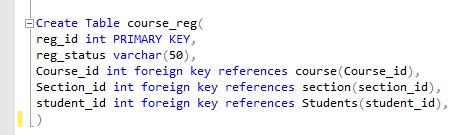 Create Table course_reg(
reg_id int PRIMARY KEY,
reg_status varchar(50),
Course_id int foreign key references course(Course_id),
Section_id int foreign key references section(section_id),
student_id int foreign key references Students(student_id),
)